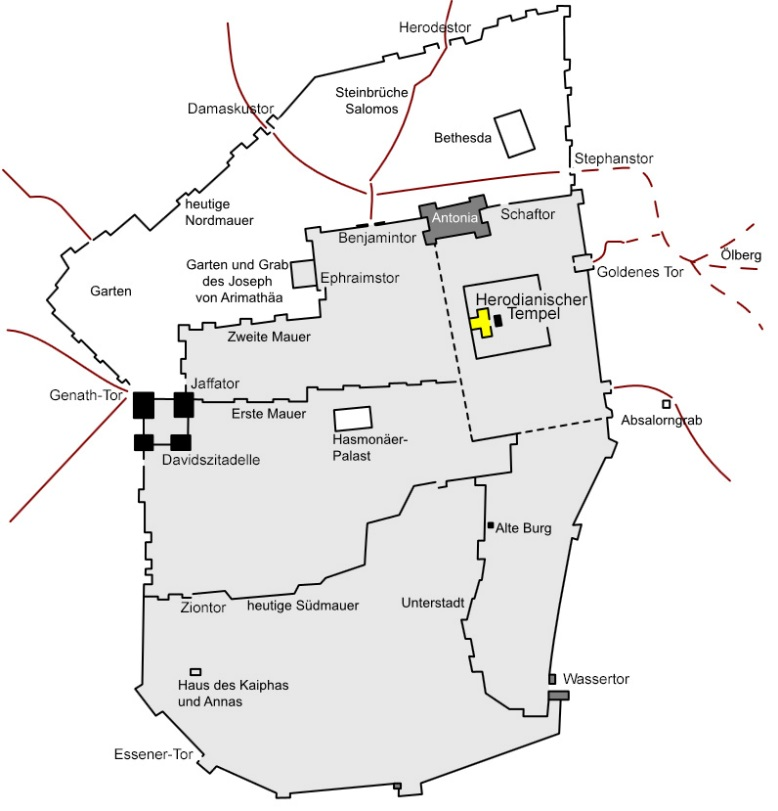 Herodestor
Steinbrüche
Salomos
Damaskustor
Bethesda
Stephanstor
heutige
Nordmauer
Antonia
Schaftor
Benjamintor
Ölberg
Garten und Grab
des Joseph
von Arimathäa
Ephraimstor
Goldenes Tor
Garten
Herodianischer
Tempel
Zweite Mauer
Jaffator
Genath-Tor
Erste Mauer
Absalorngrab
Hasmonäer-
Palast
Davidszitadelle
Alte Burg
Ziontor
heutige Südmauer
Unterstadt
Wassertor
Haus des Kaiphas
und Annas
Essener-Tor